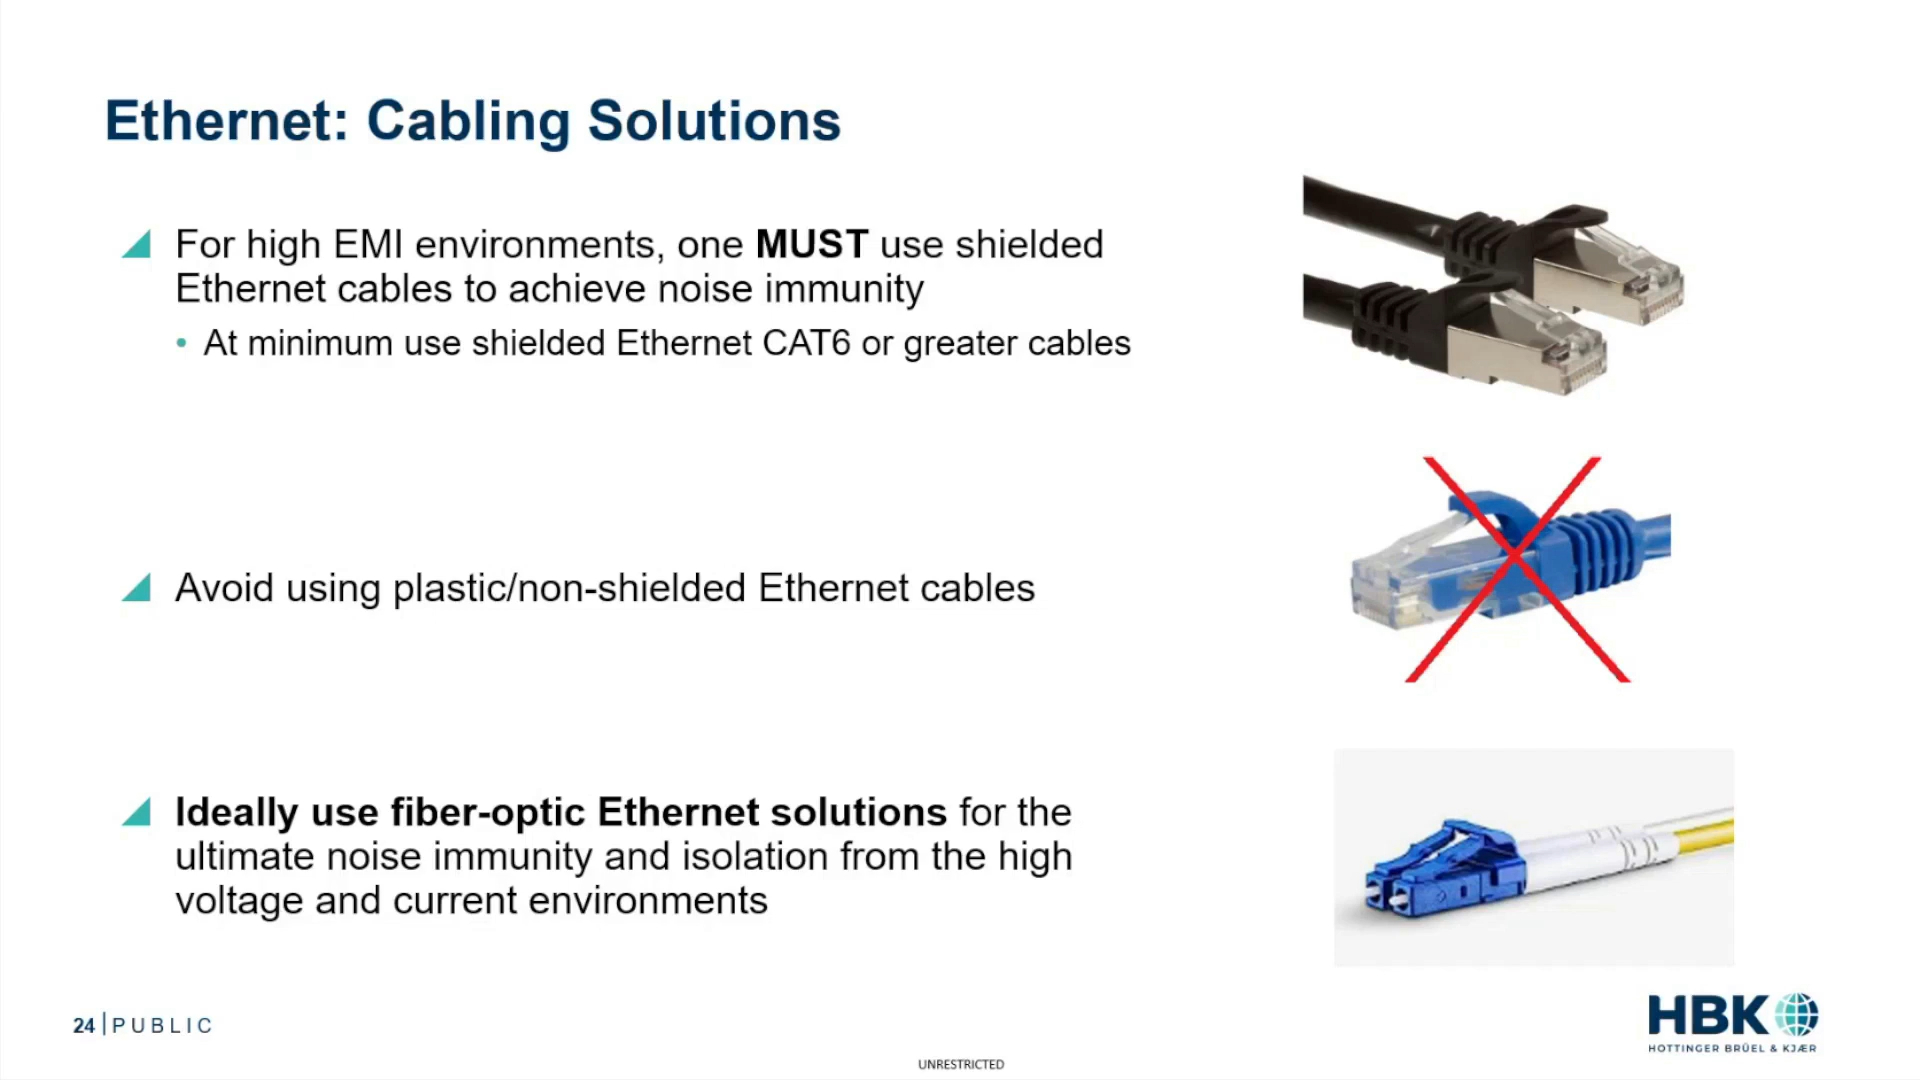 Ethernet: Cabling Solutions
For high EMI environments, one MUST use shielded
Ethernet cables to achieve noise immunity
• At minimum use shielded Ethernet CAT6 or greater cables
Avoid using plastic/non-shielded Ethernet cables
Ideally use fiber-optic Ethernet solutions for the
ultimate noise immunity and isolation from the high
voltage and current environments
24 | PUBLIC
HBK
HOTTINGER BRÜEL & KJÆR
UNRESTRICTED